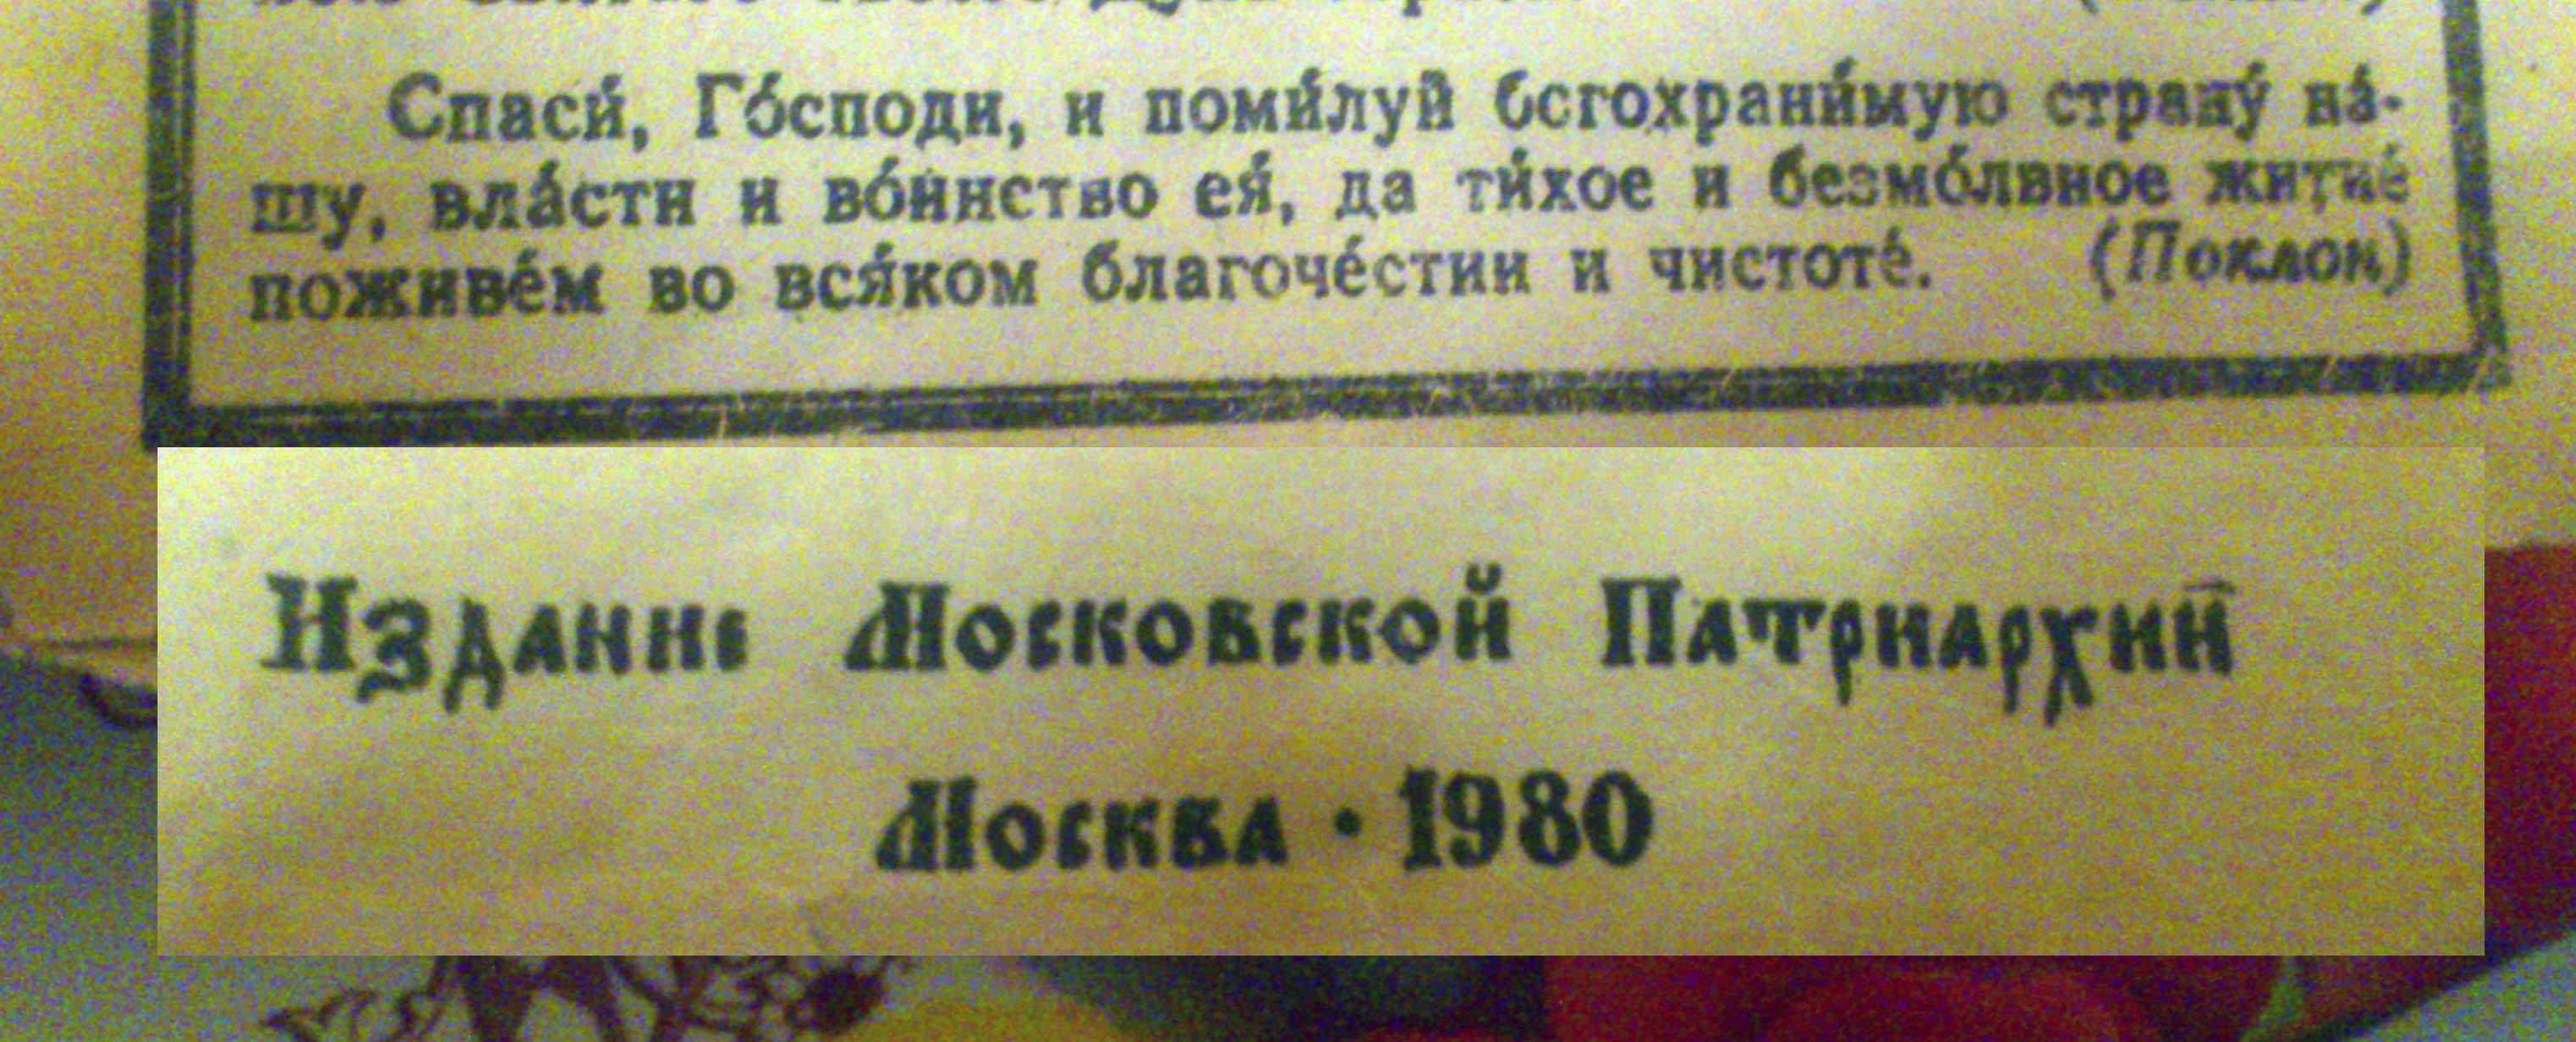 Спаси́, Го́споди, и поми́луй богохрани́мую страну́ на́-
шу, вла́сти и во́инство ея́, да ти́хое и безмо́лвное житие́
поживе́м во вся́ком благоче́стии и чистоте́. (Поклон)
Издание Московской Патриархии
Москва • 1980